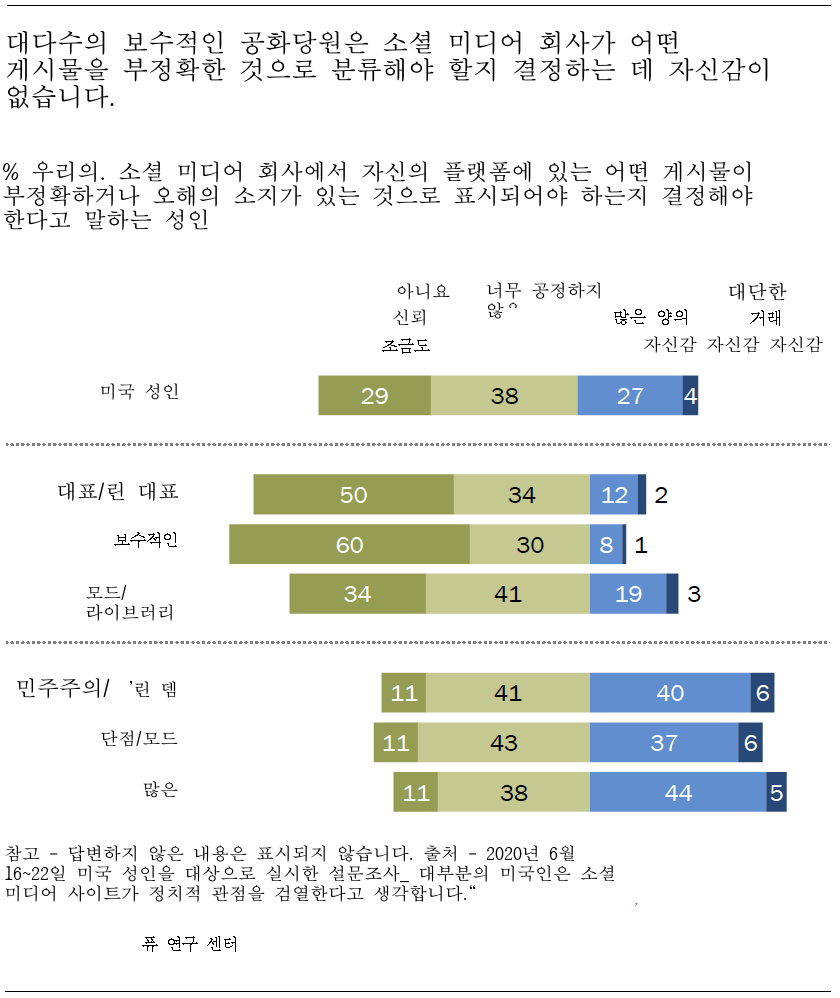 대다수의 보수적인 공화당원은 소셜 미디어 회사가 어떤
게시물을 부정확한 것으로 분류해야 할지 결정하는 데 자신감이
없습니다.
% 우리의. 소셜 미디어 회사에서 자신의 플랫폼에 있는 어떤 게시물이
부정확하거나 오해의 소지가 있는 것으로 표시되어야 하는지 결정해야
한다고 말하는 성인
아니요 너무 공정하지 대단한
신뢰 많은 양의 거래
조금도 자신감 자신감 자신감
미국 성인 29 38 27 4
대표/린 대표 50 34 12 2
보수적인 60 30 8 1
모드/
라이브러리 34 41 19 3
민주주의/ ’린 뎀 11 41 40 6
단점/모드 11 43 37 6
많은 11 38 44 5
참고 - 답변하지 않은 내용은 표시되지 않습니다. 출처 - 2020년 6월
16~22일 미국 성인을 대상으로 실시한 설문조사_ 대부분의 미국인은 소셜
미디어 사이트가 정치적 관점을 검열한다고 생각합니다.“
퓨 연구 센터